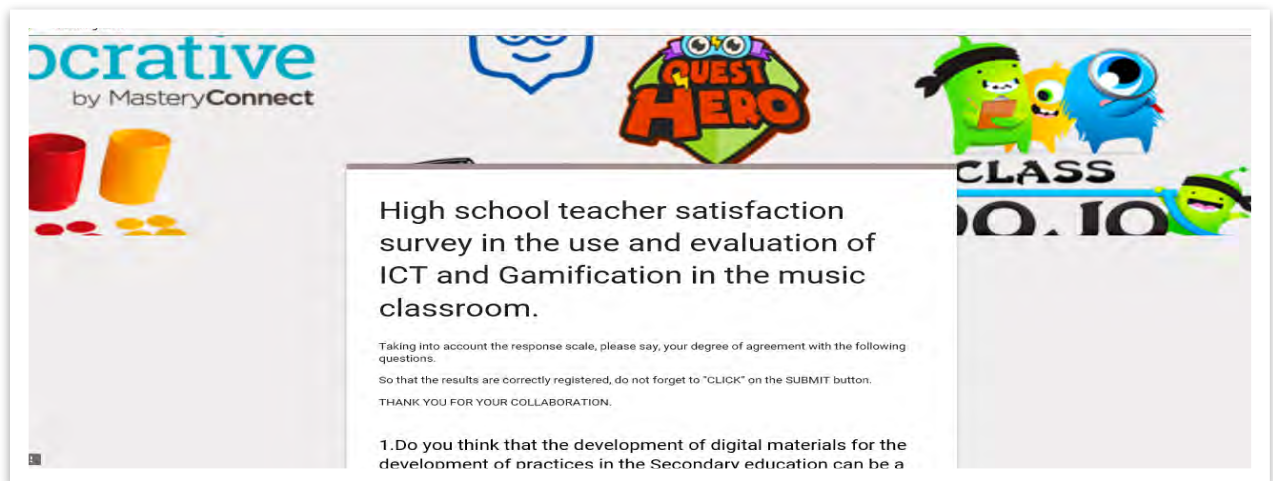 ocrative
by MasteryConnect
QUEST
HERO
CLASS
DO.JO
High school teacher satisfaction
survey in the use and evaluation of
ICT and Gamification in the music
classroom.
Taking into account the response scale, please say, your degree of agreement with the following
questions.
So that the results are correctly registered, do not forget to "CLICK" on the SUBMIT button.
THANK YOU FOR YOUR COLLABORATION.
1.Do you think that the development of digital materials for the
development of practices in the Secondary education can be a